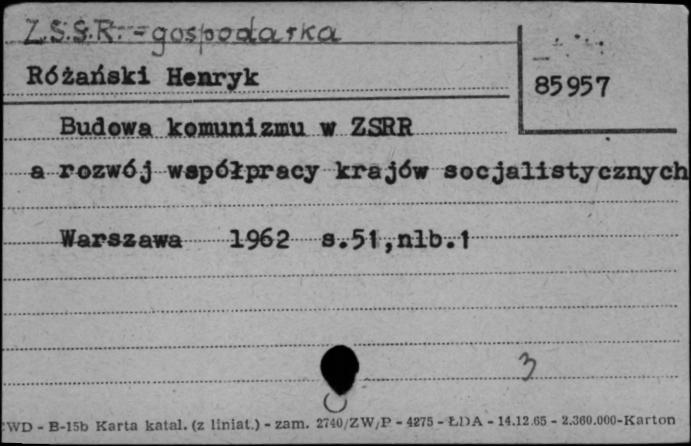 Z.S.S.R. - gospodarka
Różański Henryk
85957
Budowa komunizmu w ZSRR
a rozwój współpracy krajów socjalistycznych
Warszawa 1962 s.51,nlb.1
3
WD - B-15b Karta katal. (z liniat.) - zam. 2740/ZW/P - 4275 - ŁDA - 14.12.65 - 2.360.000-Karton